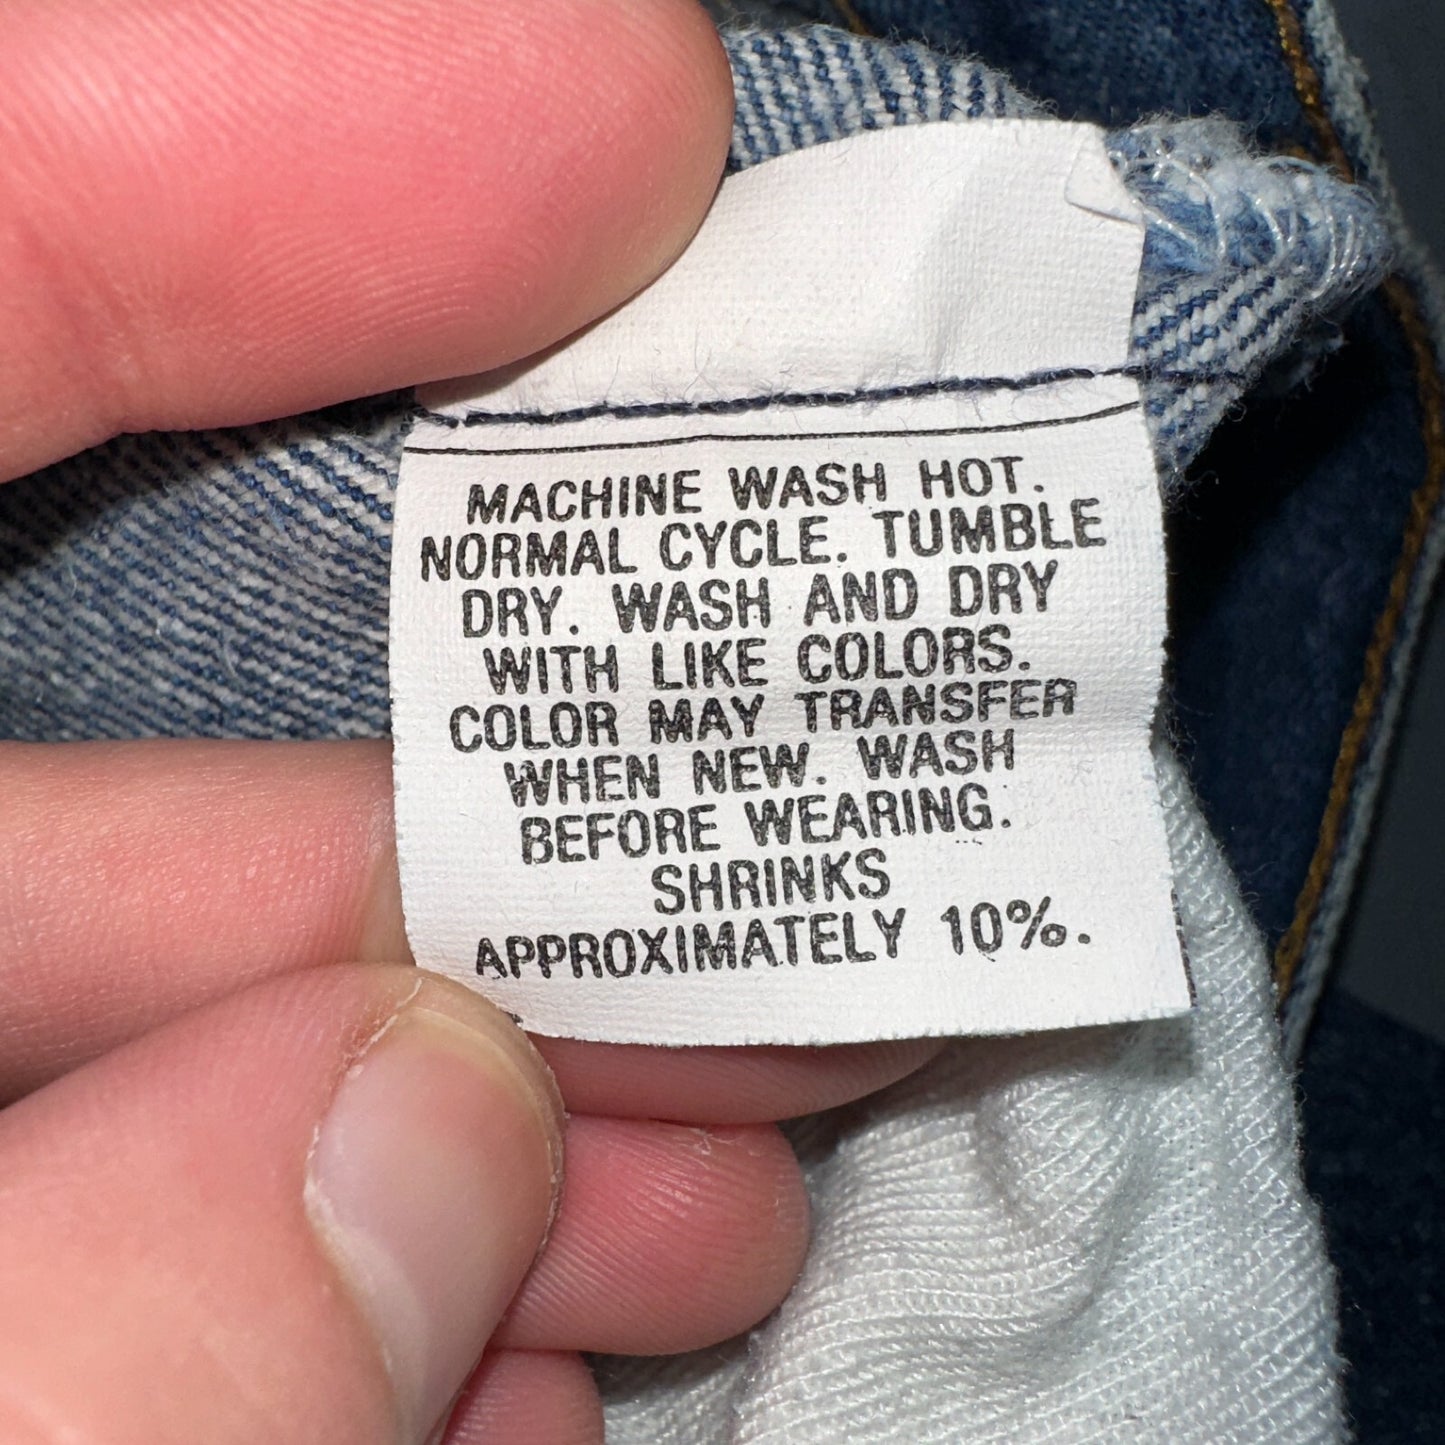 MACHINE WASH HOT.
NORMAL CYCLE. TUMBLE
DRY. WASH AND DRY
WITH LIKE COLORS.
COLOR MAY TRANSFER
WHEN NEW. WASH
BEFORE WEARING.
SHRINKS
APPROXIMATELY 10%.